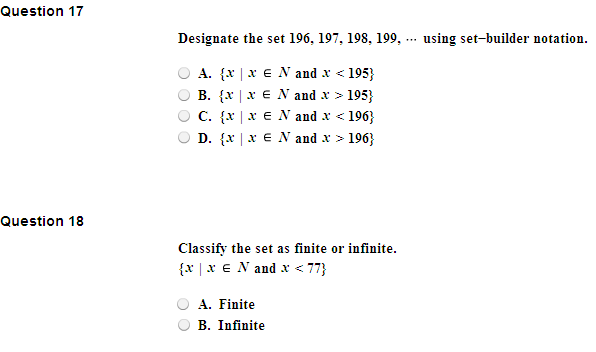 Question 17
Designate the set 196, 197, 198, 199, ··· using set–builder notation.
A. {x | x ∈ N and x < 195}
B. {x | x ∈ N and x > 195}
C. {x | x ∈ N and x < 196}
D. {x | x ∈ N and x > 196}
Question 18
Classify the set as finite or infinite.
{x | x ∈ N and x < 77}
A. Finite
B. Infinite